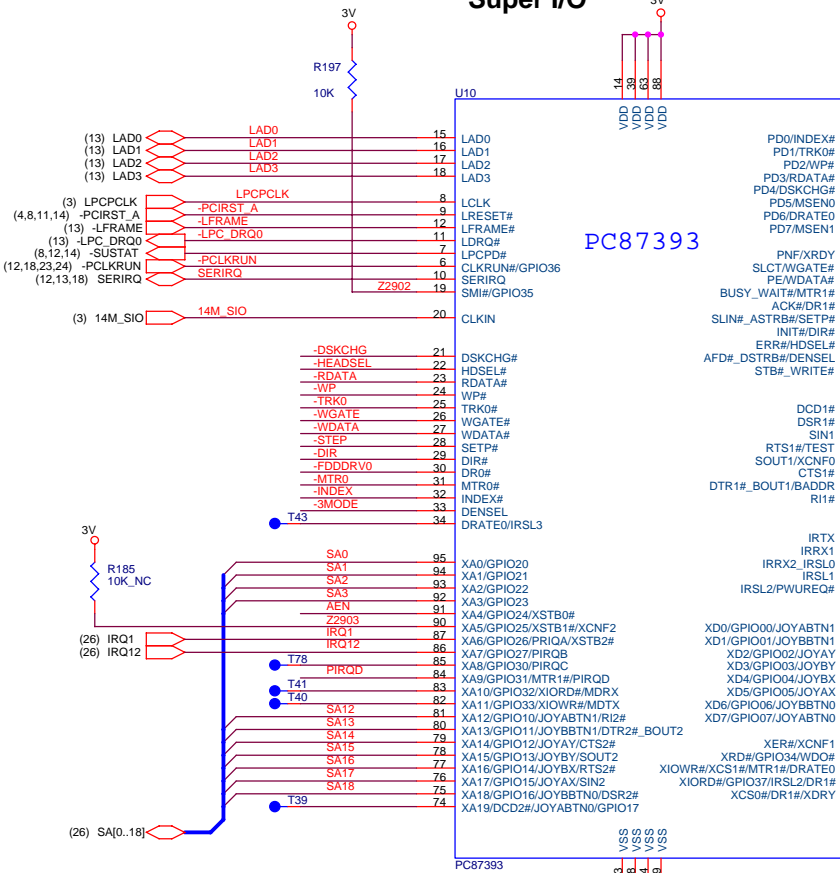 Super I/O
3V
3V
R197
10K
14
39
63
88
U10
VDD
VDD
VDD
VDD
(13) LAD0 LAD0 15 LAD0 PD0/INDEX#
(13) LAD1 LAD1 16 LAD1 PD1/TRK0#
(13) LAD2 LAD2 17 LAD2 PD2/WP#
(13) LAD3 LAD3 18 LAD3 PD3/RDATA#
PD4/DSKCHG#
(3) LPCPCLK LPCPCLK 8 LCLK PD5/MSEN0
(4,8,11,14) -PCIRST_A -PCIRST_A 9 LRESET# PD6/DRATE0
(13) -LFRAME -LFRAME 12 LFRAME# PD7/MSEN1
(13) -LPC_DRQ0 -LPC_DRQ0 11 LDRQ#
PC87393
(8,12,14) -SUSTAT 7 LPCPD# PNF/XRDY
(12,18,23,24) -PCLKRUN -PCLKRUN 6 CLKRUN#/GPIO36 SLCT/WGATE#
(12,13,18) SERIRQ SERIRQ 10 SERIRQ PE/WDATA#
Z2902 19 SMI#/GPIO35 BUSY_WAIT#/MTR1#
ACK#/DR1#
(3) 14M_SIO 14M_SIO 20 CLKIN SLIN#_ASTRB#/SETP#
INIT#/DIR#
ERR#/HDSEL#
-DSKCHG 21 DSKCHG# AFD#_DSTRB#/DENSEL
-HEADSEL 22 HDSEL# STB#_WRITE#
-RDATA 23 RDATA#
-WP 24 WP#
-TRK0 25 TRK0# DCD1#
-WGATE 26 WGATE# DSR1#
-WDATA 27 WDATA# SIN1
-STEP 28 SETP# RTS1#/TEST
-DIR 29 DIR# SOUT1/XCNF0
-FDDDRV0 30 DR0# CTS1#
-MTR0 31 MTR0# DTR1#_BOUT1/BADDR
-INDEX 32 INDEX# RI1#
-3MODE 33 DENSEL
T43 34 DRATE0/IRSL3
3V
IRTX
IRRX1
SA0 95 XA0/GPIO20 IRRX2_IRSL0
R185
10K_NC
SA1 94 XA1/GPIO21 IRSL1
SA2 93 XA2/GPIO22 IRSL2/PWUREQ#
SA3 92 XA3/GPIO23
AEN 91 XA4/GPIO24/XSTB0#
Z2903 90 XA5/GPIO25/XSTB1#/XCNF2 XD0/GPIO00/JOYABTN1
(26) IRQ1 IRQ1 87 XA6/GPIO26/PRIQA/XSTB2# XD1/GPIO01/JOYBBTN1
(26) IRQ12 IRQ12 86 XA7/GPIO27/PIRQB XD2/GPIO02/JOYAY
T78 85 XA8/GPIO30/PIRQC XD3/GPIO03/JOYBY
PIRQD 84 XA9/GPIO31/MTR1#/PIRQD XD4/GPIO04/JOYBX
T41 83 XA10/GPIO32/XIORD#/MDRX XD5/GPIO05/JOYAX
T40 82 XA11/GPIO33/XIOWR#/MDTX XD6/GPIO06/JOYBBTN0
SA12 81 XA12/GPIO10/JOYABTN1/RI2# XD7/GPIO07/JOYABTN0
SA13 80 XA13/GPIO11/JOYBBTN1/DTR2#_BOUT2
SA14 79 XA14/GPIO12/JOYAY/CTS2# XER#/XCNF1
SA15 78 XA15/GPIO13/JOYBY/SOUT2 XRD#/GPIO34/WDO#
SA16 77 XA16/GPIO14/JOYBX/RTS2# XIOWR#/XCS1#/MTR1#/DRATE0
SA17 76 XA17/GPIO15/JOYAX/SIN2 XIORD#/GPIO37/IRSL2/DR1#
SA18 75 XA18/GPIO16/JOYBBTN0/DSR2# XCS0#/DR1#/XDRY
T39 74 XA19/DCD2#/JOYABTN0/GPIO17
(26) SA[0..18]
VSS
VSS
VSS
VSS
PC87393